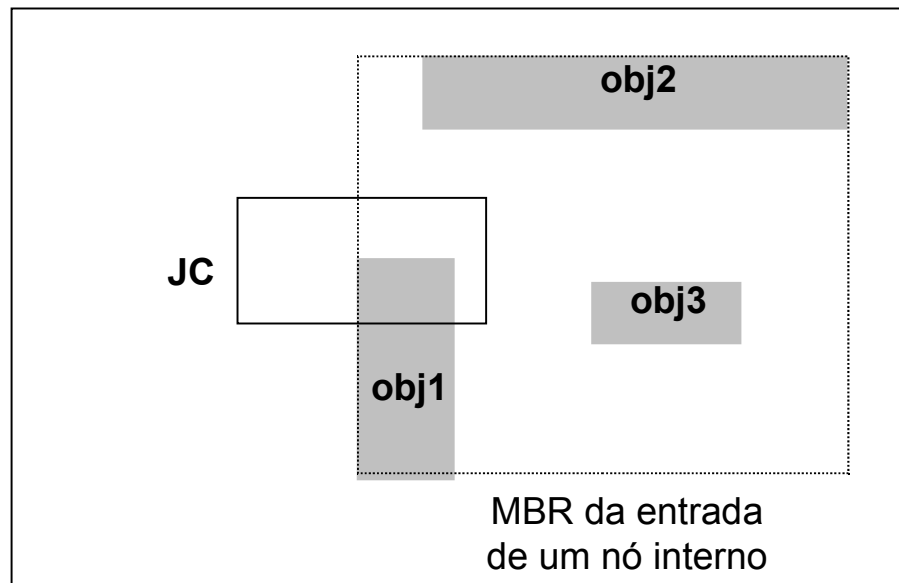 obj2
JC
obj3
obj1
MBR da entrada
de um nó interno